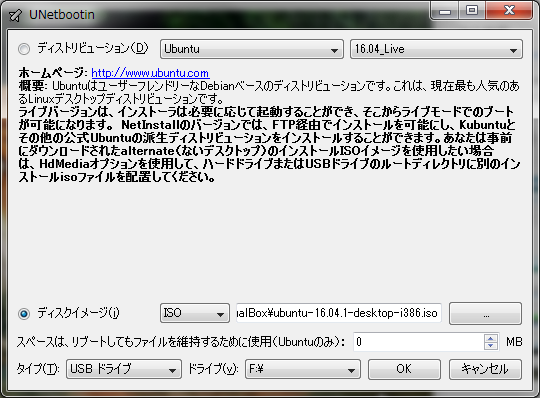 UNetbootin
ディストリビューション(D) Ubuntu 16.04_Live
ホームページ: http://www.ubuntu.com
概要: UbuntuはユーザーフレンドリーなDebianベースのディストリビューションです。これは、現在最も人気のあ
るLinuxデスクトップディストリビューションです。
ライブバージョンは、インストーラは必要に応じて起動することができ、そこからライブモードでのブート
が可能になります。 NetInstallのバージョンでは、FTP経由でインストールを可能にし、Kubuntuと
その他の公式Ubuntuの派生ディストリビューションをインストールすることができます。あなたは事前
にダウンロードされたalternate(ないデスクトップ)のインストールISOイメージを使用したい場合
は、HdMediaオプションを使用して、ハードドライブまたはUSBドライブのルートディレクトリに別のイン
ストールisoファイルを配置してください。
ディスクイメージ(i) ISO alBox¥ubuntu-16.04.1-desktop-i386.iso ...
スペースは、リブートしてもファイルを維持するために使用(Ubuntuのみ): 0 MB
タイプ(T): USB ドライブ ドライブ(v): F:¥ OK キャンセル